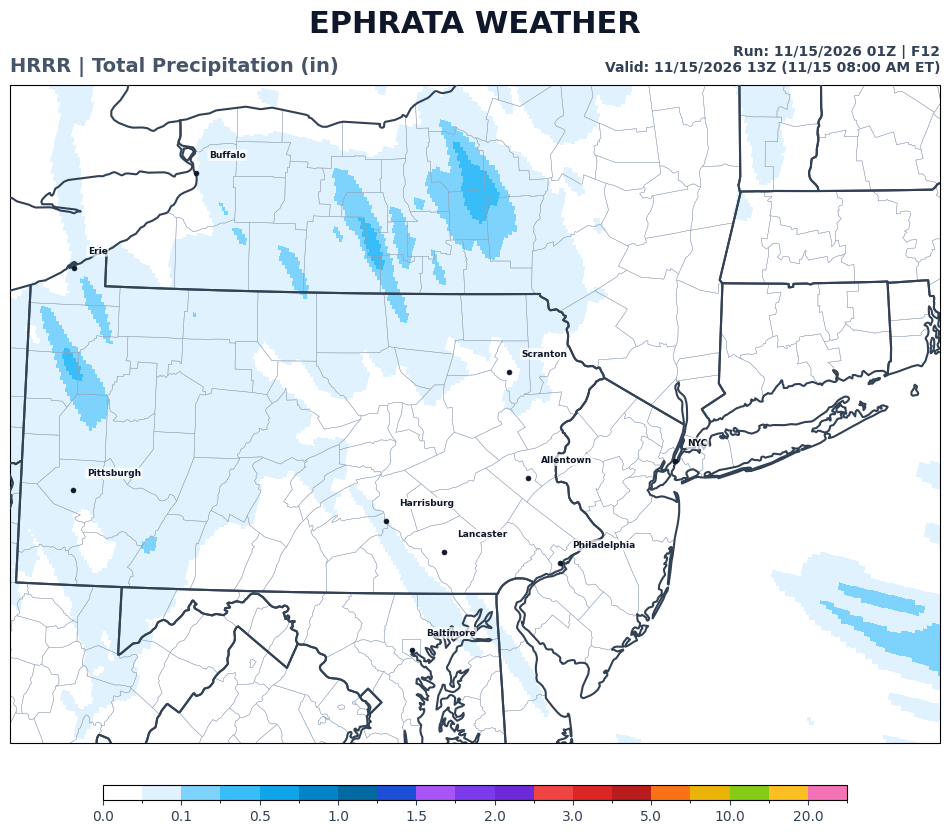 EPHRATA WEATHER
HRRR | Total Precipitation (in)
Run: 11/15/2026 01Z | F12
Valid: 11/15/2026 13Z (11/15 08:00 AM ET)
Buffalo
Erie
Scranton
NYC
Allentown
Pittsburgh
Harrisburg
Lancaster
Philadelphia
Baltimore
0.0 0.1 0.5 1.0 1.5 2.0 3.0 5.0 10.0 20.0